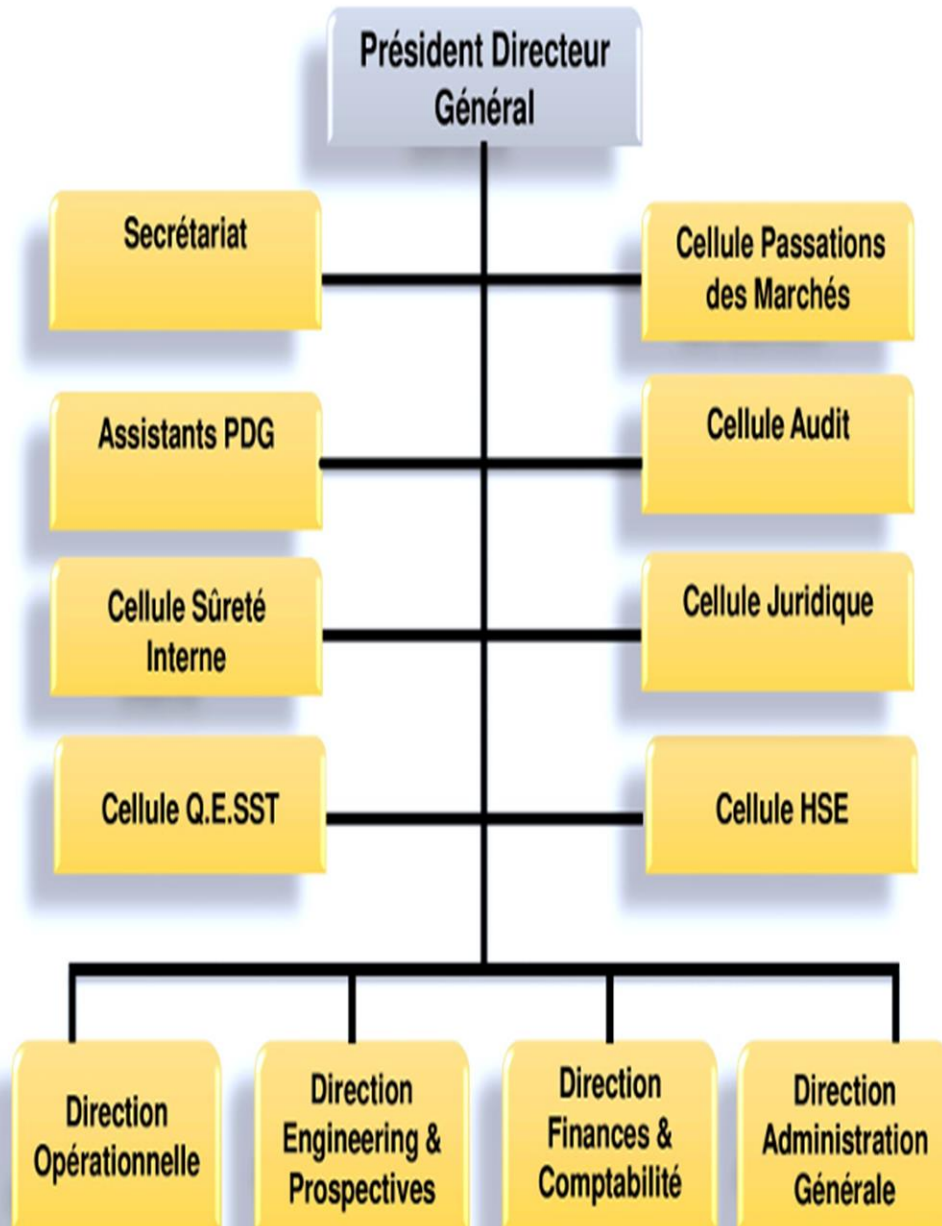 Président Directeur
Général
Secrétariat
Cellule Passations
des Marchés
Assistants PDG
Cellule Audit
Cellule Sûreté
Interne
Cellule Juridique
Cellule Q.E.SST
Cellule HSE
Direction
Opérationnelle
Direction
Engineering &
Prospectives
Direction
Finances &
Comptabilité
Direction
Administration
Générale